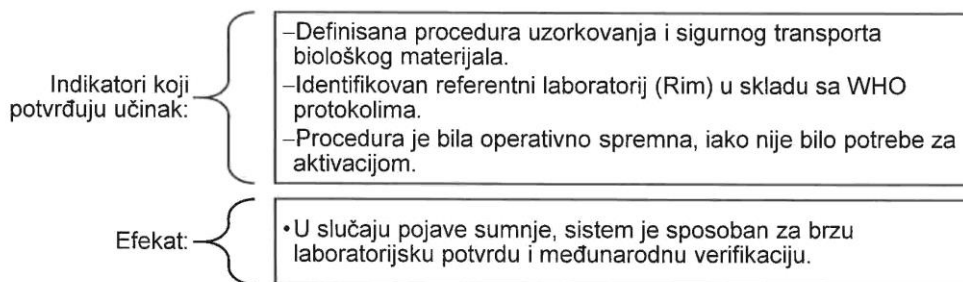 Indikatori koji
potvrđuju učinak:
–Definisana procedura uzorkovanja i sigurnog transporta
biološkog materijala.
–Identifikovan referentni laboratorij (Rim) u skladu sa WHO
protokolima.
–Procedura je bila operativno spremna, iako nije bilo potrebe za
aktivacijom.
Efekat:
•U slučaju pojave sumnje, sistem je sposoban za brzu
laboratorijsku potvrdu i međunarodnu verifikaciju.